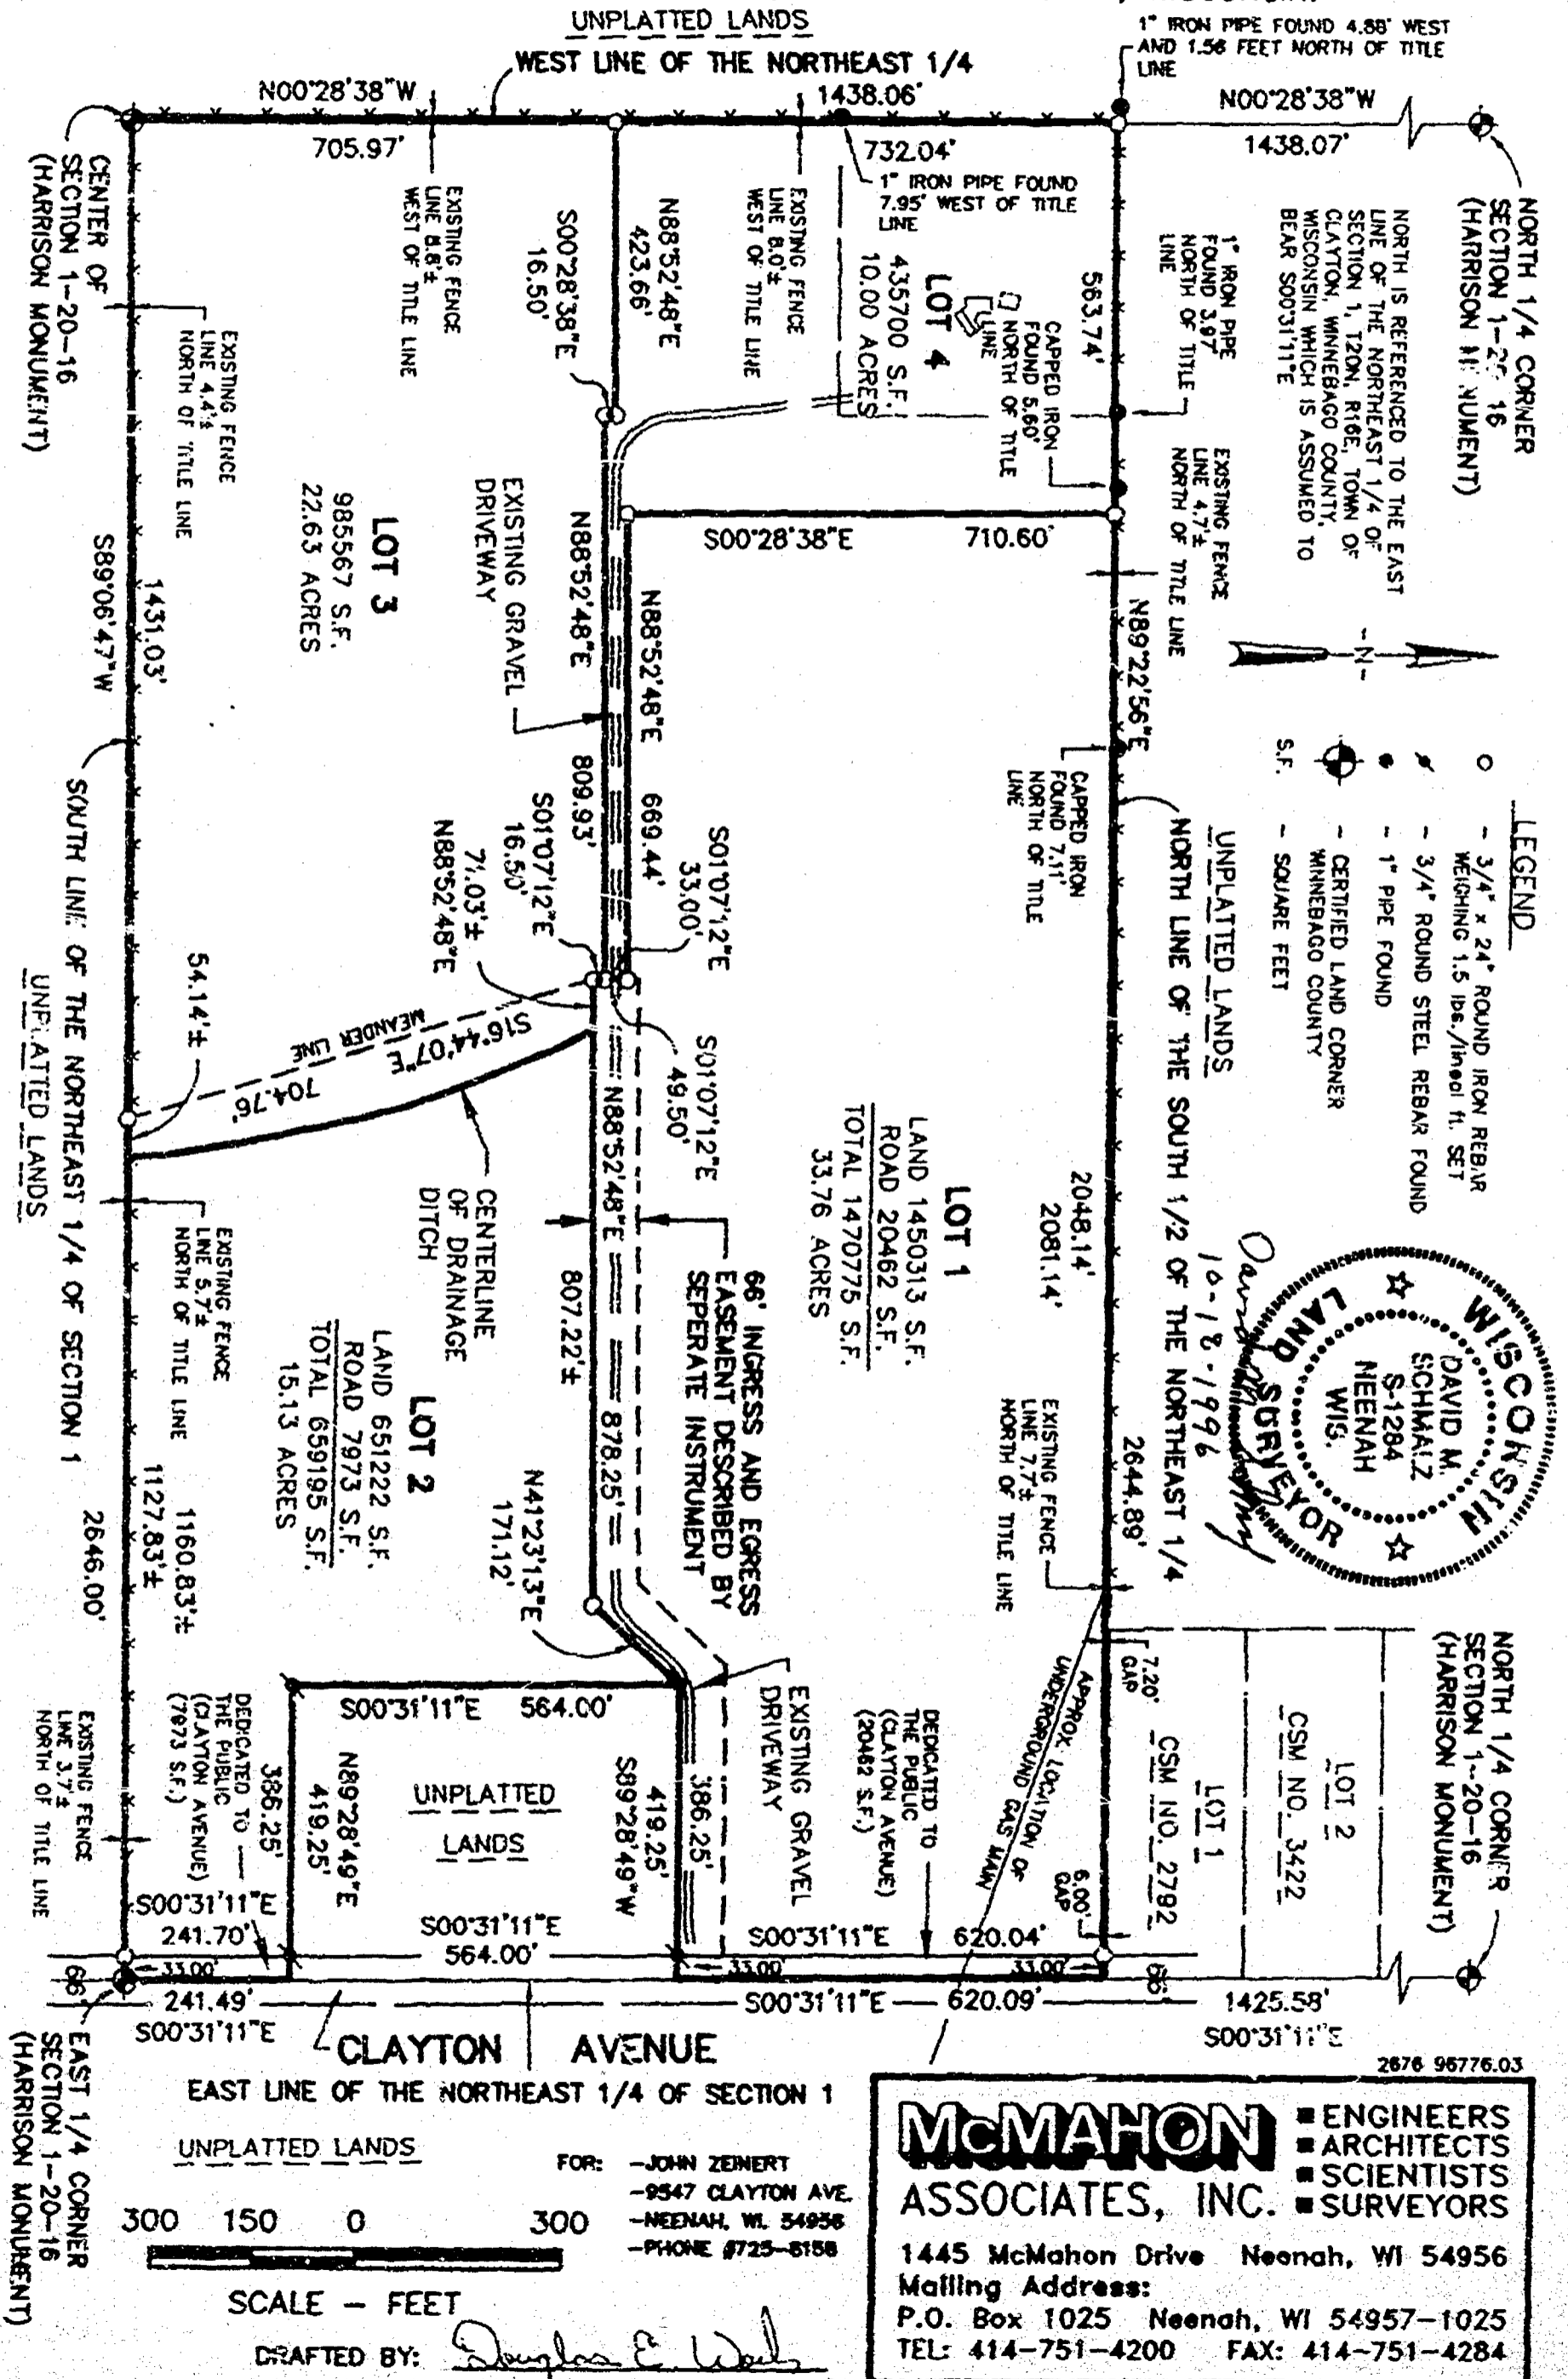 UNPLATTED LANDS
WEST LINE OF THE NORTHEAST 1/4
1" IRON PIPE FOUND 4.88' WEST
AND 1.56 FEET NORTH OF TITLE
LINE
N00°28'38"W
1438.06'
N00°28'38"W
705.97'
732.04'
1438.07'
1" IRON PIPE FOUND
7.95' WEST OF TITLE
LINE
CENTER OF
SECTION 1-20-16
(HARRISON MONUMENT)
NORTH 1/4 CORNER
SECTION 1-20-16
(HARRISON MONUMENT)
NORTH IS REFERENCED TO THE EAST
LINE OF THE NORTHEAST 1/4 OF
SECTION 1, T20N, R16E, TOWN OF
CLAYTON, WINNEBAGO COUNTY,
WISCONSIN WHICH IS ASSUMED TO
BEAR S00°31'11"E
EXISTING FENCE
LINE 8.8'±
WEST OF TITLE LINE
EXISTING FENCE
LINE 8.0'±
WEST OF TITLE LINE
N88°52'48"E
423.66'
S00°28'38"E
16.50'
LOT 4
435700 S.F.
10.00 ACRES
563.74'
1" IRON PIPE
FOUND 3.97'
NORTH OF TITLE
LINE
CAPPED IRON
FOUND 5.60'
NORTH OF TITLE
LINE
EXISTING FENCE
LINE 4.7'±
NORTH OF TITLE LINE
EXISTING FENCE
LINE 4.4'±
NORTH OF TITLE LINE
S00°28'38"E
710.60'
-N-
LEGEND
- 3/4" x 24" ROUND IRON REBAR
WEIGHING 1.5 lbs./lineal ft. SET
- 3/4" ROUND STEEL REBAR FOUND
- 1" PIPE FOUND
- CERTIFIED LAND CORNER
WINNEBAGO COUNTY
S.F. - SQUARE FEET
LOT 3
985567 S.F.
22.63 ACRES
EXISTING GRAVEL
DRIVEWAY
N88°52'48"E
809.93'
N88°52'48"E
669.44'
1431.03'
S89°06'47"W
S01°07'12"E
33.00'
S01°07'12"E
16.50'
71.03'±
N88°52'48"E
S01°07'12"E
49.50'
N89°22'56"E
CAPPED IRON
FOUND 7.11'
NORTH OF TITLE
LINE
UNPLATTED LANDS
NORTH LINE OF THE SOUTH 1/2 OF THE NORTHEAST 1/4
2048.14'
2081.14'
2644.89'
54.14'±
MEANDER LINE
S16°44'07"E
704.76'
SOUTH LINE OF THE NORTHEAST 1/4 OF SECTION 1
UNPLATTED LANDS
CENTERLINE
OF DRAINAGE
DITCH
N88°52'48"E
878.25'
807.22'±
LOT 1
LAND 1450313 S.F.
ROAD 20462 S.F.
TOTAL 1470775 S.F.
33.76 ACRES
66' INGRESS AND EGRESS
EASEMENT DESCRIBED BY
SEPERATE INSTRUMENT
WISCONSIN
DAVID M.
SCHMALZ
S-1284
NEENAH
WIS.
LAND SURVEYOR
10-18-1996
EXISTING FENCE
LINE 7.7'±
NORTH OF TITLE LINE
EXISTING FENCE
LINE 5.7'±
NORTH OF TITLE LINE
LOT 2
LAND 651222 S.F.
ROAD 7973 S.F.
TOTAL 659195 S.F.
15.13 ACRES
N41°23'13"E
171.12'
1160.83'±
1127.83'±
2646.00'
NORTH 1/4 CORNER
SECTION 1-20-16
(HARRISON MONUMENT)
LOT 2
CSM NO. 3422
LOT 1
CSM NO. 2792
7.20'
GAP
6.00'
GAP
APPROX. LOCATION OF
UNDERGROUND GAS MAIN
DEDICATED TO
THE PUBLIC
(CLAYTON AVENUE)
(20462 S.F.)
EXISTING GRAVEL
DRIVEWAY
386.25'
419.25'
S89°28'49"W
S00°31'11"E 564.00'
UNPLATTED
LANDS
N89°28'49"E
419.25'
386.25'
DEDICATED TO
THE PUBLIC
(CLAYTON AVENUE)
(7973 S.F.)
EXISTING FENCE
LINE 3.7'±
NORTH OF TITLE LINE
S00°31'11"E
241.70'
S00°31'11"E
564.00'
S00°31'11"E 620.04'
33.00'
33.00'
33.00'
66'
66'
241.49'
S00°31'11"E
S00°31'11"E 620.09'
1425.58'
S00°31'11"E
CLAYTON AVENUE
EAST LINE OF THE NORTHEAST 1/4 OF SECTION 1
EAST 1/4 CORNER
SECTION 1-20-16
(HARRISON MONUMENT)
UNPLATTED LANDS
FOR: -JOHN ZEINERT
-9547 CLAYTON AVE.
-NEENAH, WI. 54956
-PHONE #725-8158
300 150 0 300
SCALE - FEET
DRAFTED BY:
2676 95776.03
McMAHON
ASSOCIATES, INC.
ENGINEERS
ARCHITECTS
SCIENTISTS
SURVEYORS
1445 McMahon Drive Neenah, WI 54956
Mailing Address:
P.O. Box 1025 Neenah, WI 54957-1025
TEL: 414-751-4200 FAX: 414-751-4284